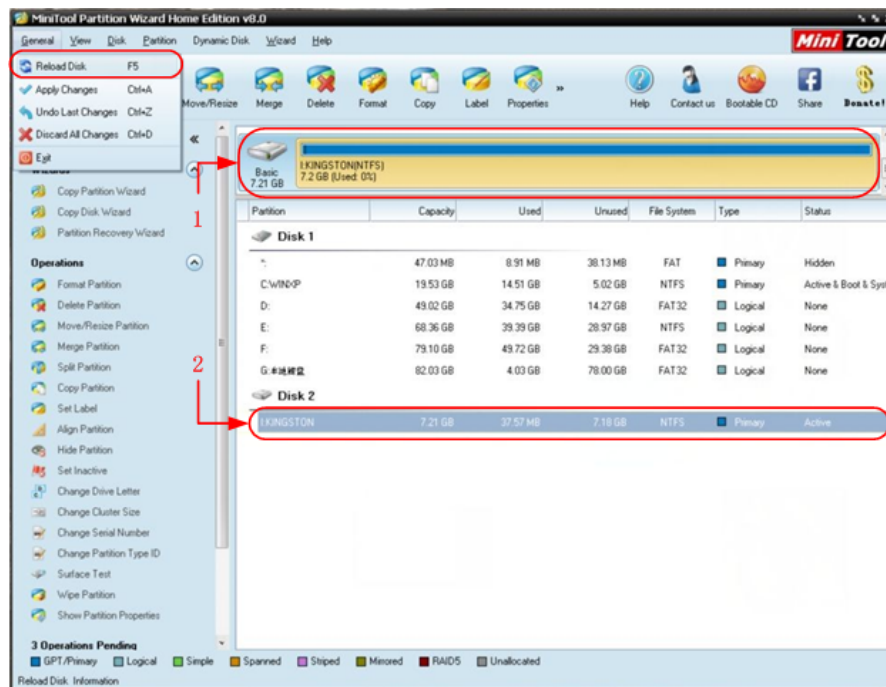 MiniTool Partition Wizard Home Edition v8.0
General View Disk Partition Dynamic Disk Wizard Help
Mini Tool
Reload Disk F5
Apply Changes Ctrl+A
Undo Last Changes Ctrl+Z
Discard All Changes Ctrl+D
Exit
Move/Resize Merge Delete Format Copy Label Properties » Help Contact us Bootable CD Share Donate!
«
Basic
7.21 GB
I:KINGSTON(NTFS)
7.2 GB (Used: 0%)
1
Wizards
Copy Partition Wizard
Copy Disk Wizard
Partition Recovery Wizard
Operations
Format Partition
Delete Partition
Move/Resize Partition
Merge Partition
Split Partition
Copy Partition
Set Label
Align Partition
Hide Partition
Set Inactive
Change Drive Letter
Change Cluster Size
Change Serial Number
Change Partition Type ID
Surface Test
Wipe Partition
Show Partition Properties
3 Operations Pending
2
Partition Capacity Used Unused File System Type Status
Disk 1
*: 47.03 MB 8.91 MB 38.13 MB FAT Primary Hidden
C:WINXP 19.53 GB 14.51 GB 5.02 GB NTFS Primary Active & Boot & Syst
D: 49.02 GB 34.75 GB 14.27 GB FAT32 Logical None
E: 68.36 GB 39.39 GB 28.97 GB NTFS Logical None
F: 79.10 GB 49.72 GB 29.38 GB FAT32 Logical None
G:本地磁盘 82.03 GB 4.03 GB 78.00 GB FAT32 Logical None
Disk 2
I:KINGSTON 7.21 GB 37.57 MB 7.18 GB NTFS Primary Active
GPT/Primary Logical Simple Spanned Striped Mirrored RAID5 Unallocated
Reload Disk Information